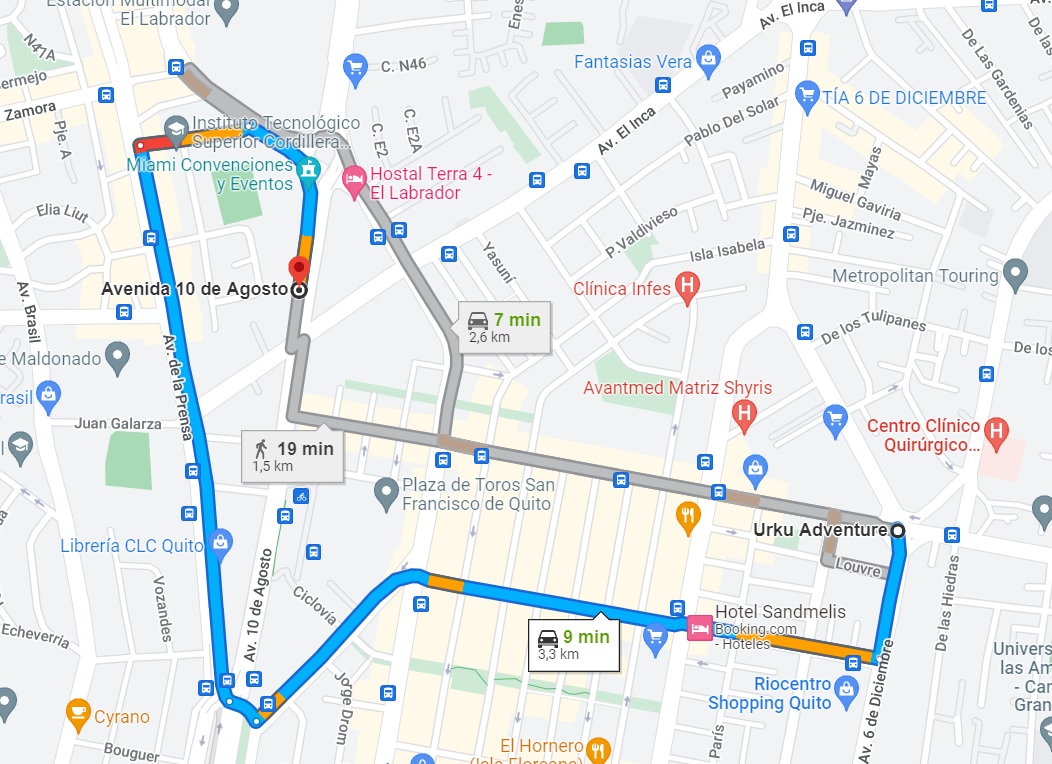 Estación Multimodal
El Labrador
Enes
Av. El Inca
N47A
C. N46
Fantasias Vera
De Las Gardenias
De las
ermejo
Payamino
TÍA 6 DE DICIEMBRE
Zamora
Pje. A
Instituto Tecnológico
Superior Cordillera...
C. E2
C. E2A
Av. El Inca
Pablo Del Solar
Miami Convenciones
y Eventos
Hostal Terra 4 -
El Labrador
Mayas
Miguel Gaviria
Elia Liut
P.Valdivieso
Pje. Jazminez
Yasuní
Isla Isabela
Metropolitan Touring
Avenida 10 de Agosto
Clínica Infes
Av. Brasil
7 min
2,6 km
De los Tulipanes
De los
e Maldonado
Av. de la Prensa
rasil
Avantmed Matriz Shyris
Juan Galarza
Centro Clínico
Quirúrgico...
19 min
1,5 km
Plaza de Toros San
Francisco de Quito
Urku Adventure
Librería CLC Quito
Louvre
Vozandes
Av. 10 de Agosto
Ciclovia
De las Hiedras
Hotel Sandmelis
Booking.com
- Hoteles
9 min
3,3 km
Echeverria
Av. 6 de Diciembre
Univers
las Am
- Car
Gran
Jorge Drom
Riocentro
Shopping Quito
Cyrano
París
Bouguer
El Hornero
(Isla Floreana)